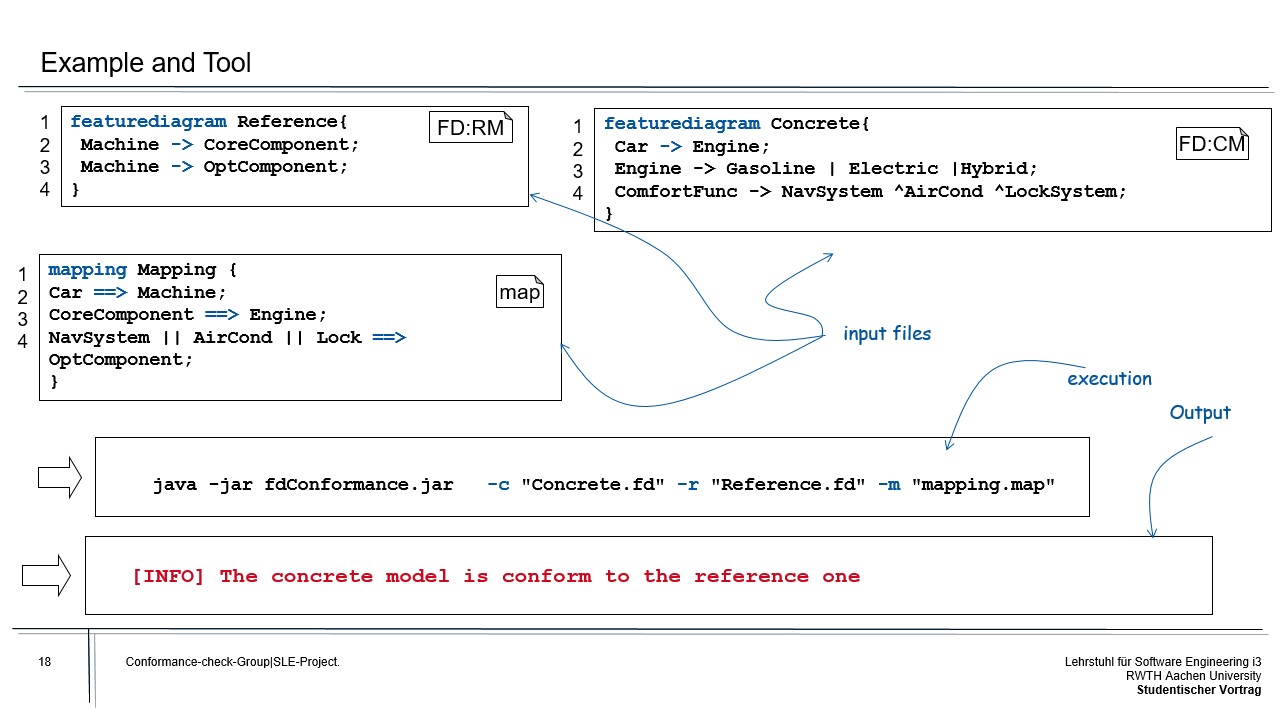 Example and Tool
1 featurediagram Reference{
2 Machine -> CoreComponent;
3 Machine -> OptComponent;
4 }
FD:RM
1 featurediagram Concrete{
2 Car -> Engine;
3 Engine -> Gasoline | Electric |Hybrid;
4 ComfortFunc -> NavSystem ^AirCond ^LockSystem;
}
FD:CM
1 mapping Mapping {
2 Car ==> Machine;
3 CoreComponent ==> Engine;
4 NavSystem || AirCond || Lock ==>
OptComponent;
}
map
input files
execution
Output
java -jar fdConformance.jar -c "Concrete.fd" -r "Reference.fd" -m "mapping.map"
[INFO] The concrete model is conform to the reference one
18
Conformance-check-Group|SLE-Project.
Lehrstuhl für Software Engineering i3
RWTH Aachen University
Studentischer Vortrag